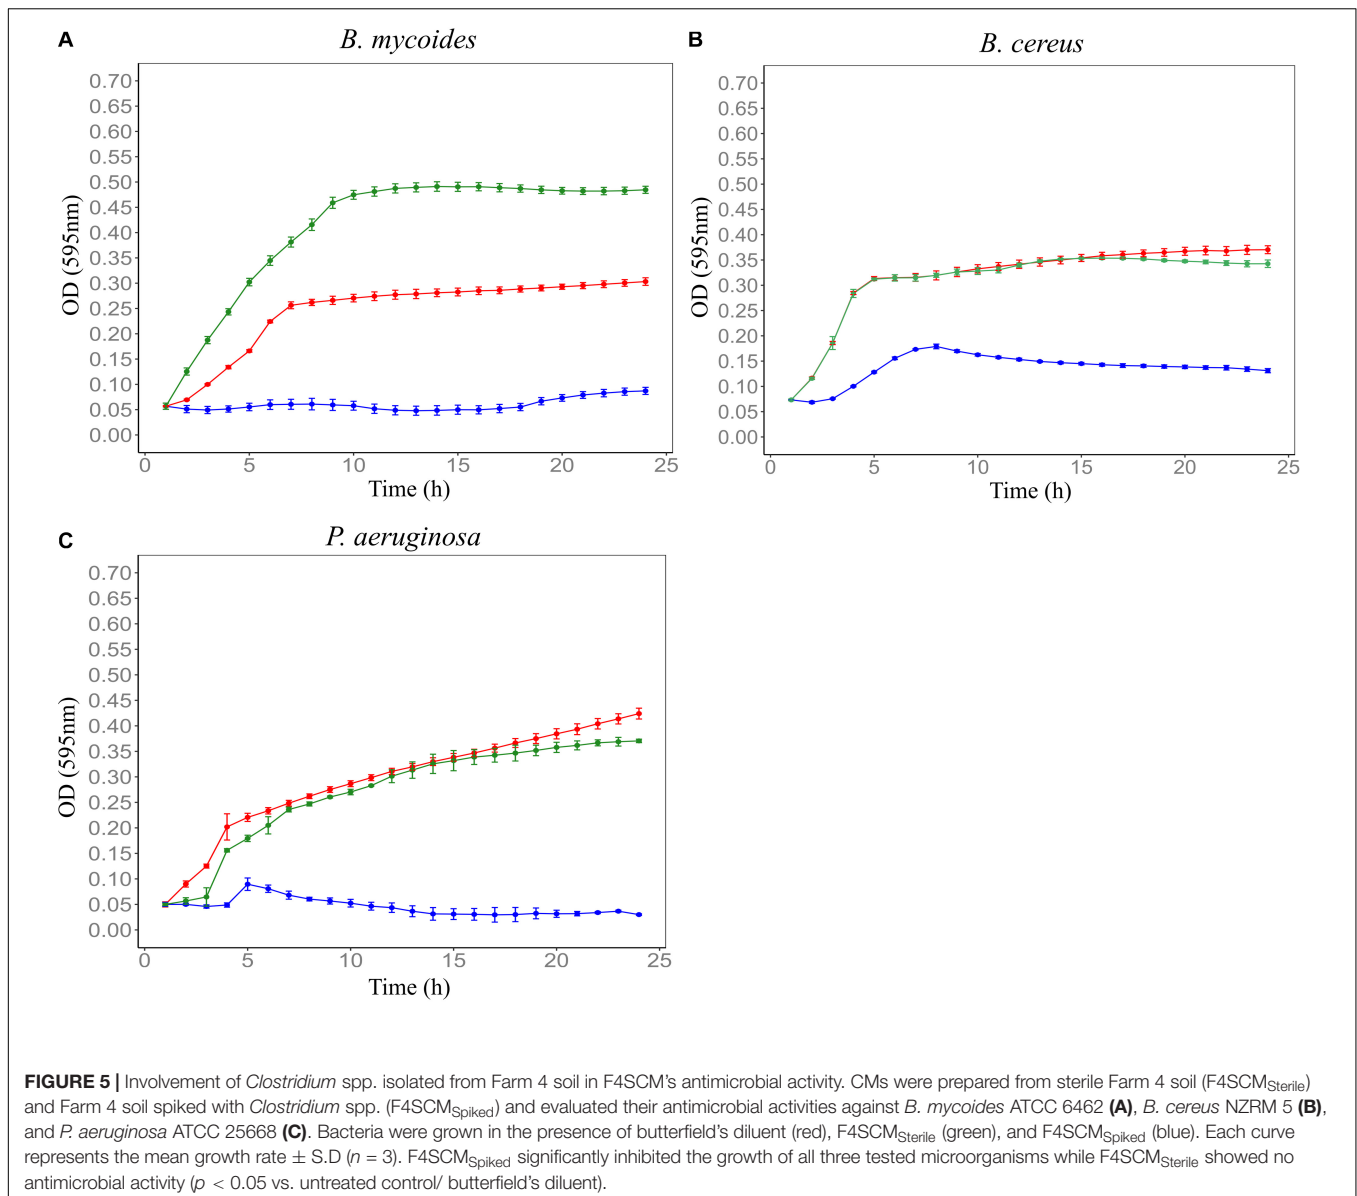 A
B. mycoides
0.70
0.65
0.60
0.55
0.50
0.45
0.40
0.35
0.30
0.25
0.20
0.15
0.10
0.05
0.00
OD (595nm)
0 5 10 15 20 25
Time (h)
B
B. cereus
0.70
0.65
0.60
0.55
0.50
0.45
0.40
0.35
0.30
0.25
0.20
0.15
0.10
0.05
0.00
OD (595nm)
0 5 10 15 20 25
Time (h)
C
P. aeruginosa
0.70
0.65
0.60
0.55
0.50
0.45
0.40
0.35
0.30
0.25
0.20
0.15
0.10
0.05
0.00
OD (595nm)
0 5 10 15 20 25
Time (h)
FIGURE 5 | Involvement of Clostridium spp. isolated from Farm 4 soil in F4SCM's antimicrobial activity. CMs were prepared from sterile Farm 4 soil (F4SCMSterile)
and Farm 4 soil spiked with Clostridium spp. (F4SCMSpiked) and evaluated their antimicrobial activities against B. mycoides ATCC 6462 (A), B. cereus NZRM 5 (B),
and P. aeruginosa ATCC 25668 (C). Bacteria were grown in the presence of butterfield's diluent (red), F4SCMSterile (green), and F4SCMSpiked (blue). Each curve
represents the mean growth rate ± S.D (n = 3). F4SCMSpiked significantly inhibited the growth of all three tested microorganisms while F4SCMSterile showed no
antimicrobial activity (p < 0.05 vs. untreated control/ butterfield's diluent).